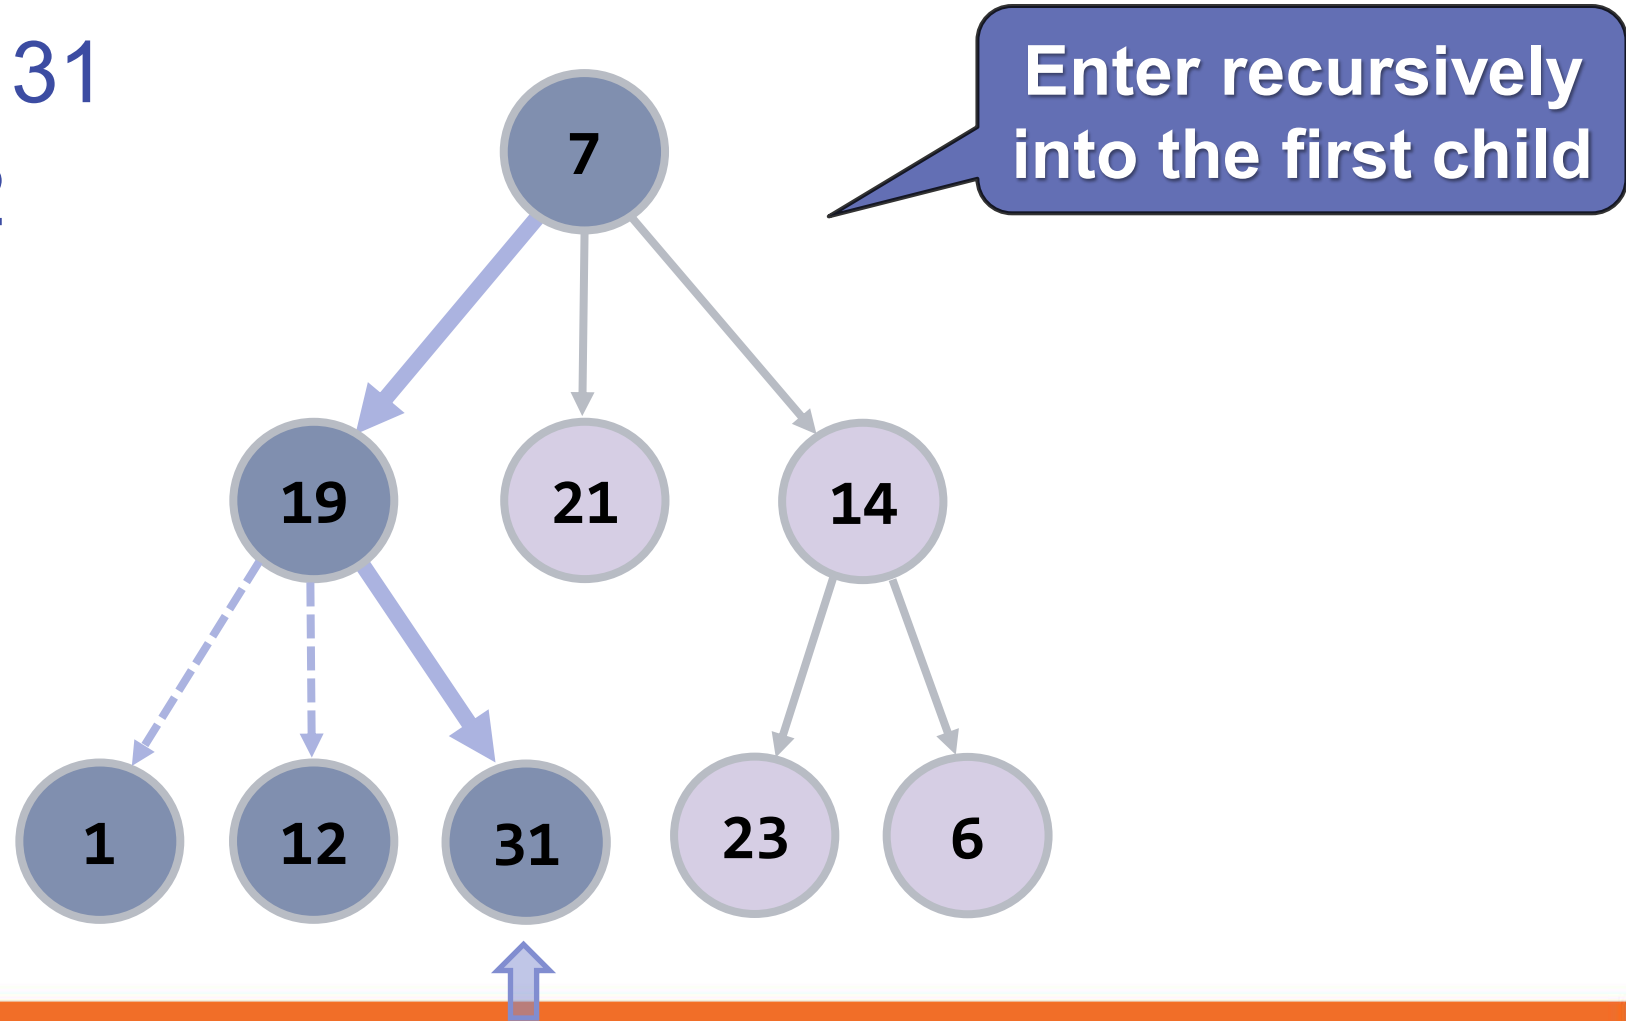 31
Enter recursively
into the first child
7
19 21 14
1 12 31 23 6